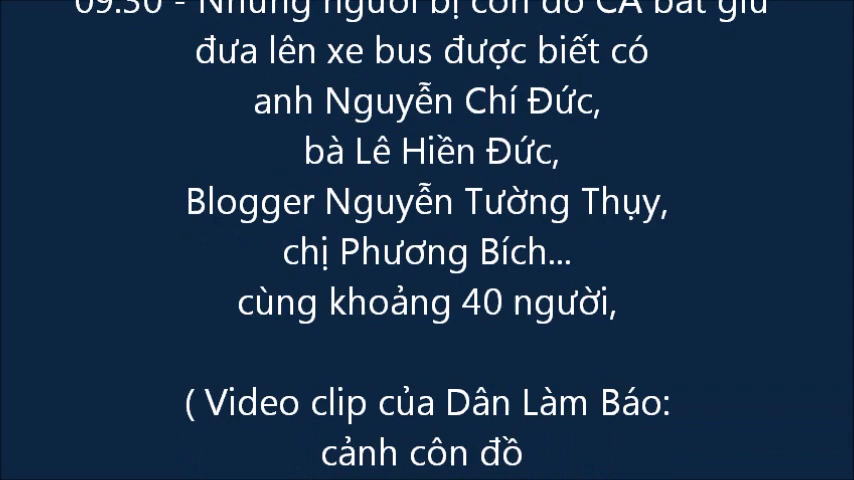 09:30 - Những người bị côn đồ CA bắt giữ
đưa lên xe bus được biết có
anh Nguyễn Chí Đức,
bà Lê Hiền Đức,
Blogger Nguyễn Tường Thụy,
chị Phương Bích...
cùng khoảng 40 người,
( Video clip của Dân Làm Báo:
cảnh côn đồ